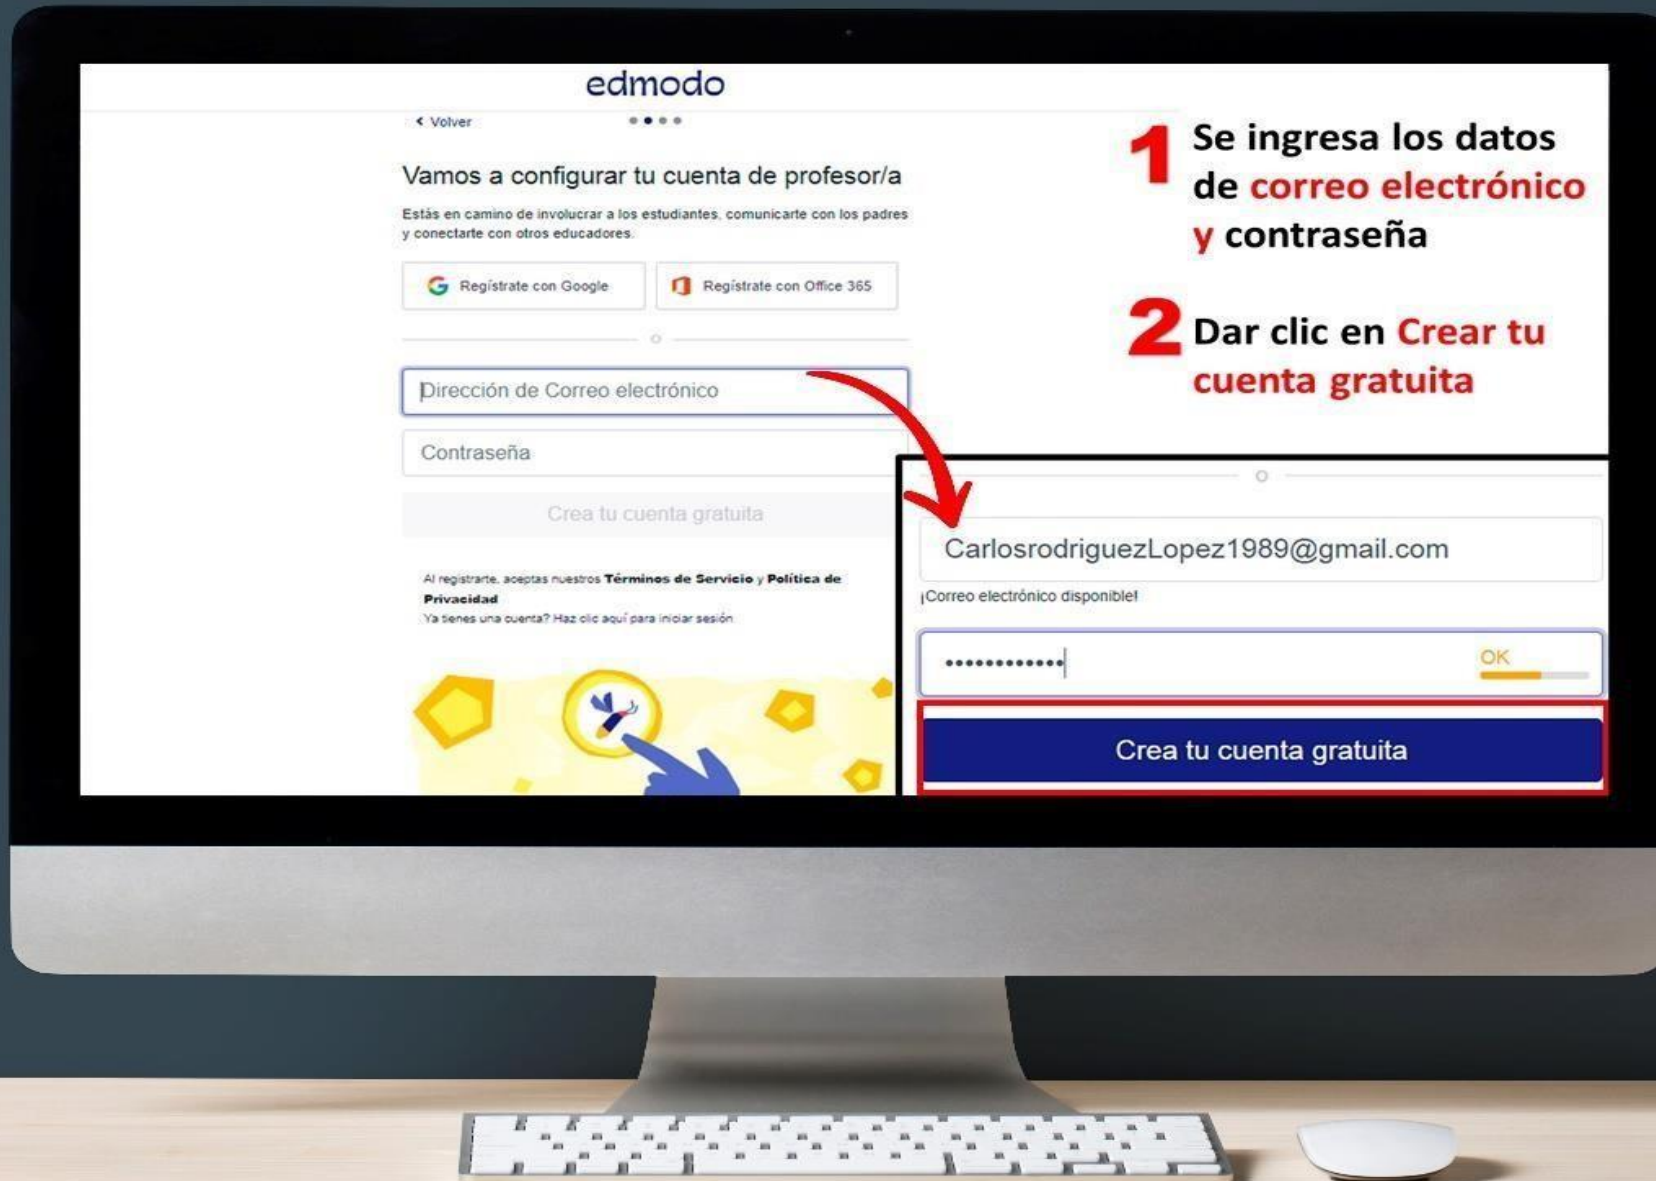 edmodo
Volver
Vamos a configurar tu cuenta de profesor/a
Estás en camino de involucrar a los estudiantes, comunicarte con los padres
y conectarte con otros educadores.
Regístrate con Google
Regístrate con Office 365
o
Dirección de Correo electrónico
Contraseña
Crea tu cuenta gratuita
Al registrarte, aceptas nuestros Términos de Servicio y Política de
Privacidad
Ya tienes una cuenta? Haz clic aquí para iniciar sesión
1 Se ingresa los datos
de correo electrónico
y contraseña
2 Dar clic en Crear tu
cuenta gratuita
o
CarlosrodriguezLopez1989@gmail.com
¡Correo electrónico disponible!
••••••••••••
OK
Crea tu cuenta gratuita